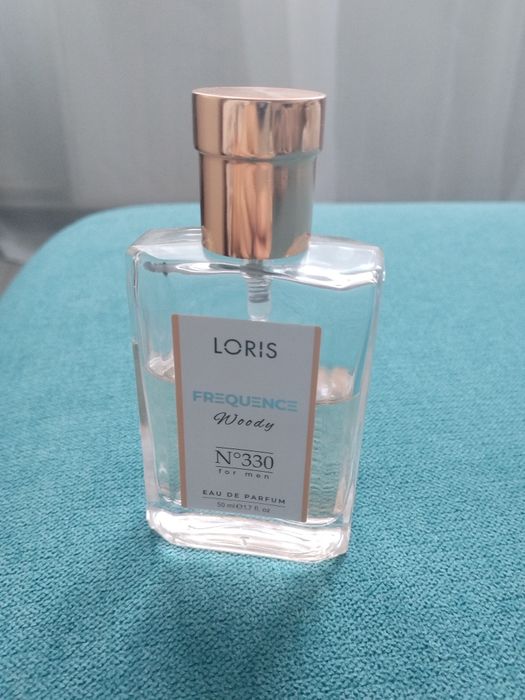 LORIS
FREQUENCE
Woody
N°330
for men
EAU DE PARFUM
50 ml℮1.7 fl. oz